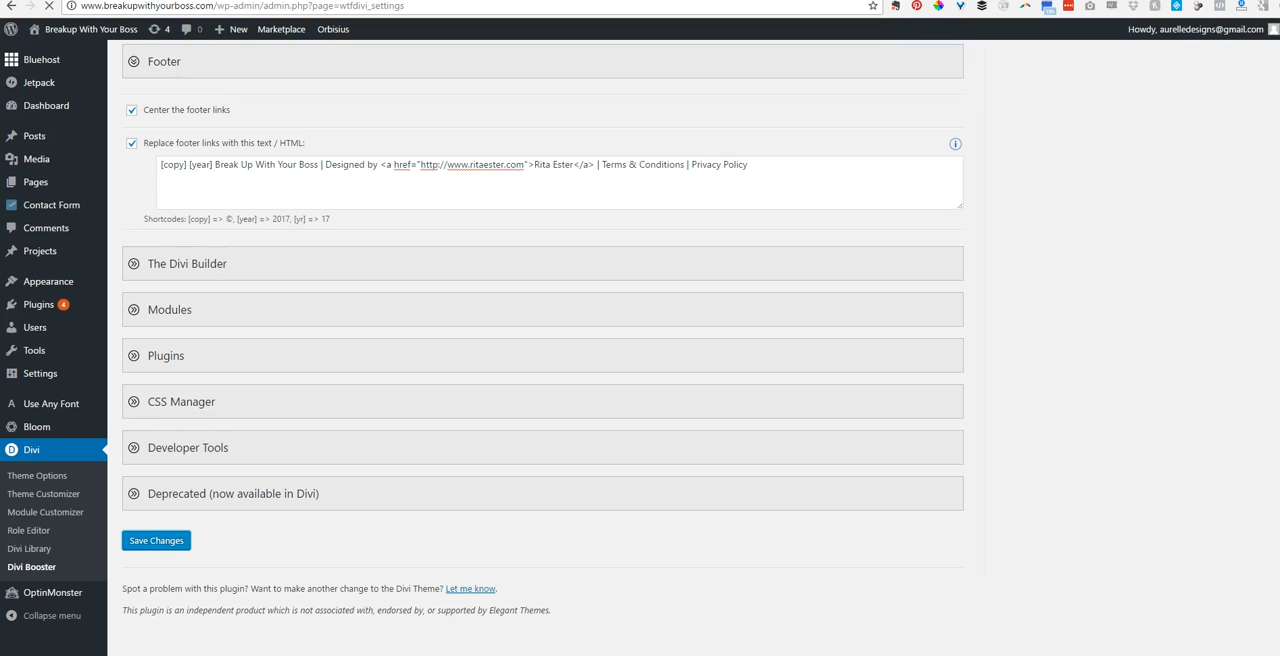 www.breakupwithyourboss.com/wp-admin/admin.php?page=wtfdivi_settings
Breakup With Your Boss 4 0 New Marketplace Orbisius Howdy, aurelledesigns@gmail.com
Bluehost
Jetpack
Dashboard
Posts
Media
Pages
Contact Form
Comments
Projects
Appearance
Plugins 4
Users
Tools
Settings
Use Any Font
Bloom
Divi
Theme Options
Theme Customizer
Module Customizer
Role Editor
Divi Library
Divi Booster
OptinMonster
Collapse menu
Footer
Center the footer links
Replace footer links with this text / HTML:
[copy] [year] Break Up With Your Boss | Designed by <a href="http://www.ritaester.com">Rita Ester</a> | Terms & Conditions | Privacy Policy
Shortcodes: [copy] => ©, [year] => 2017, [yr] => 17
The Divi Builder
Modules
Plugins
CSS Manager
Developer Tools
Deprecated (now available in Divi)
Save Changes
Spot a problem with this plugin? Want to make another change to the Divi Theme? Let me know.
This plugin is an independent product which is not associated with, endorsed by, or supported by Elegant Themes.